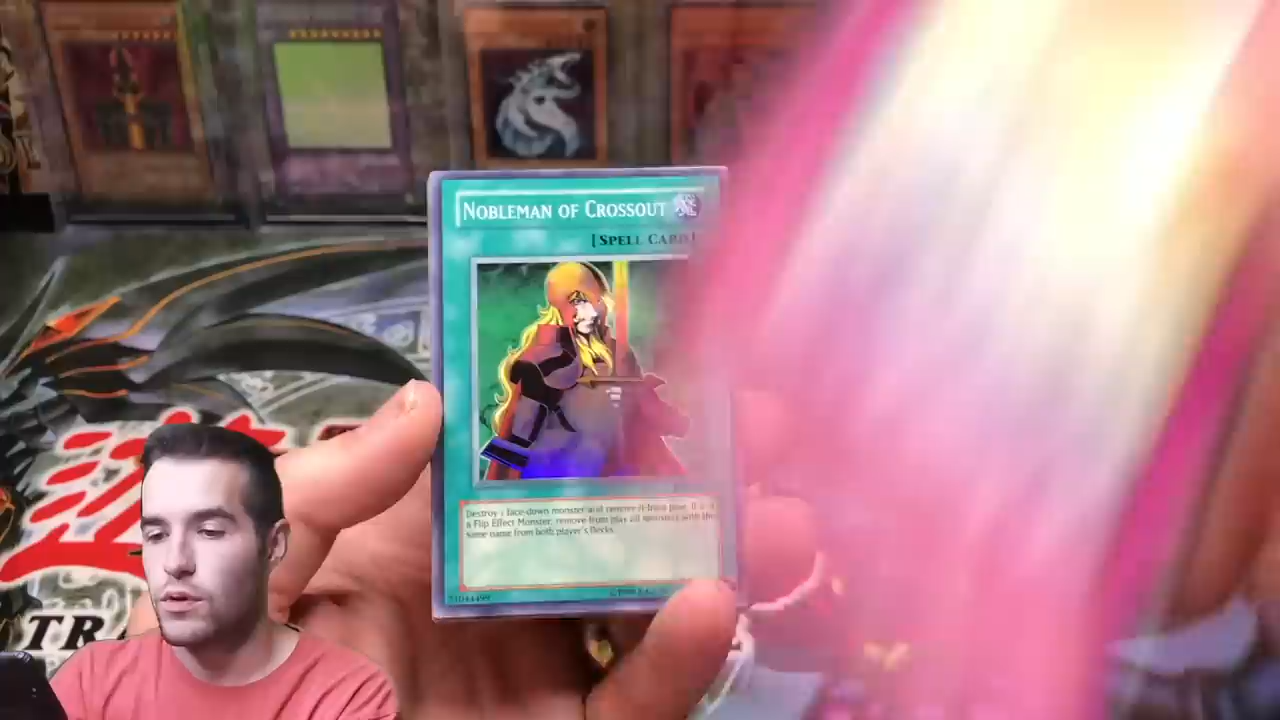 NOBLEMAN OF CROSSOUT
[SPELL CARD]
Destroy 1 face-down monster and remove it from play. If it is
a Flip Effect Monster, remove from play all monsters with the
same name from both player's Decks.
TRA